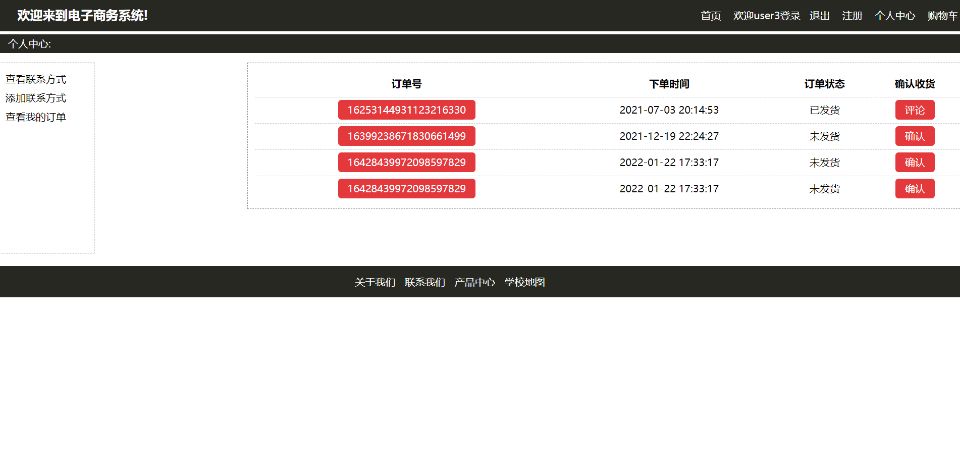 欢迎来到电子商务系统! 首页 欢迎user3登录 退出 注册 个人中心 购物车
个人中心:
查看联系方式
添加联系方式
查看我的订单
订单号 下单时间 订单状态 确认收货
16253144931123216330 2021-07-03 20:14:53 已发货 评论
16399238671830661499 2021-12-19 22:24:27 未发货 确认
16428439972098597829 2022-01-22 17:33:17 未发货 确认
16428439972098597829 2022-01-22 17:33:17 未发货 确认
关于我们 联系我们 产品中心 学校地图